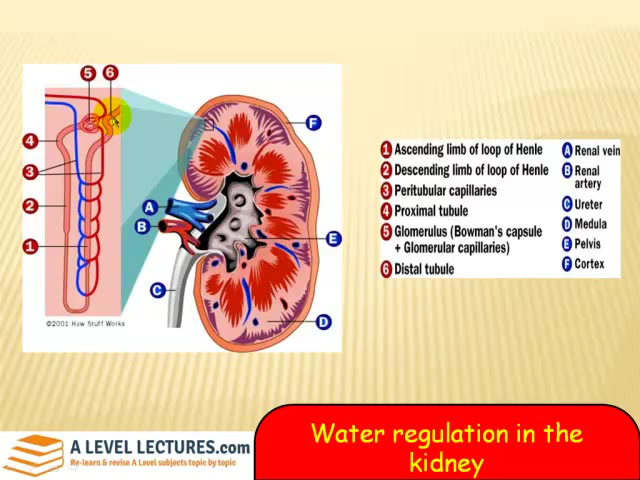 5 6
4
3
2
1
F
A
B
E
C
D
©2001 How Stuff Works
1 Ascending limb of loop of Henle
2 Descending limb of loop of Henle
3 Peritubular capillaries
4 Proximal tubule
5 Glomerulus (Bowman's capsule
+ Glomerular capillaries)
6 Distal tubule
A Renal vein
B Renal
artery
C Ureter
D Medula
E Pelvis
F Cortex
A LEVEL LECTURES.com
Re-learn & revise A Level subjects topic by topic
Water regulation in the
kidney